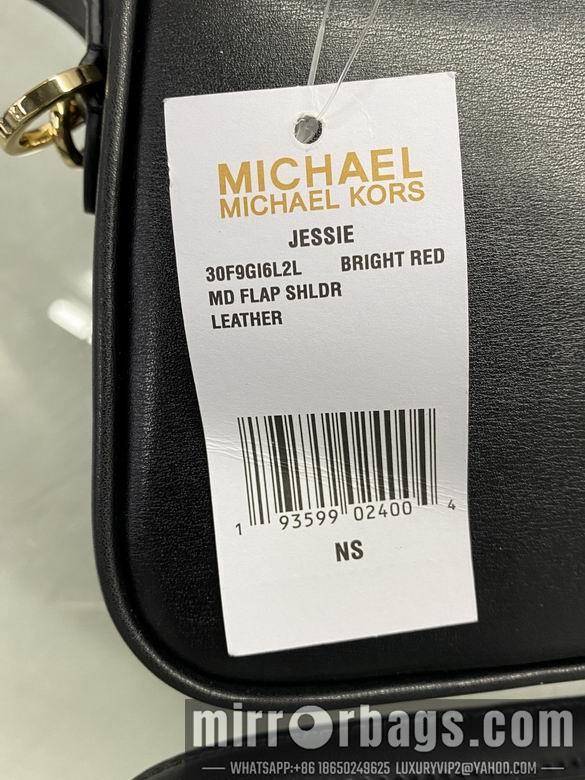 MICHAEL
MICHAEL KORS
JESSIE
30F9GI6L2L BRIGHT RED
MD FLAP SHLDR
LEATHER
1 93599 02400 4
NS
mirrorbags.com
WHATSAPP:+86 18650249625 LUXURYVIP2@YAHOO.COM